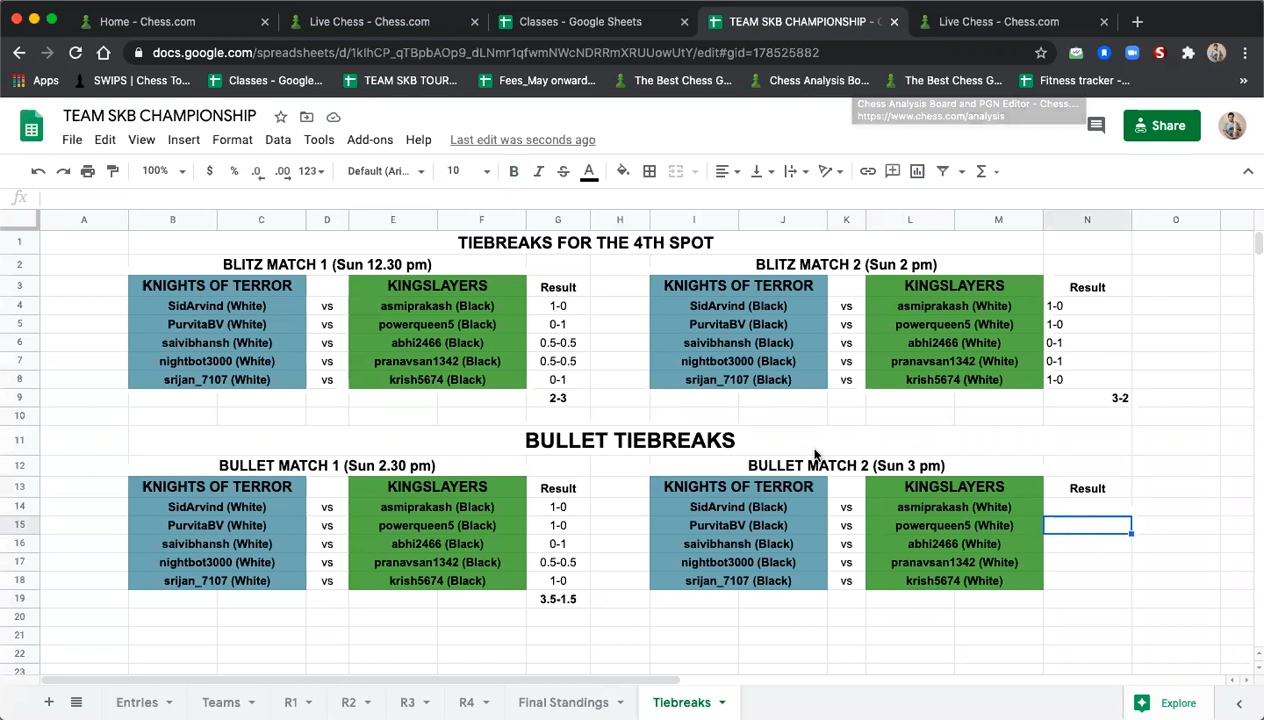 Home - Chess.com
Live Chess - Chess.com
Classes - Google Sheets
TEAM SKB CHAMPIONSHIP - G
Live Chess - Chess.com
docs.google.com/spreadsheets/d/1kIhCP_qTBpbAOp9_dLNmr1qfwmNWcNDRRmXRUUowUtY/edit#gid=178525882
Apps
SWIPS | Chess To...
Classes - Google...
TEAM SKB TOUR...
Fees_May onward...
The Best Chess G...
Chess Analysis Bo...
The Best Chess G...
Fitness tracker -...
Chess Analysis Board and PGN Editor - Chess....
https://www.chess.com/analysis
TEAM SKB CHAMPIONSHIP
File Edit View Insert Format Data Tools Add-ons Help Last edit was seconds ago
Share
100% $ % .0 .00 123 Default (Ari... 10 B I S A
fx
A B C D E F G H I J K L M N O
1 TIEBREAKS FOR THE 4TH SPOT
2 BLITZ MATCH 1 (Sun 12.30 pm) BLITZ MATCH 2 (Sun 2 pm)
3 KNIGHTS OF TERROR KINGSLAYERS Result KNIGHTS OF TERROR KINGSLAYERS Result
4 SidArvind (White) vs asmiprakash (Black) 1-0 SidArvind (Black) vs asmiprakash (White) 1-0
5 PurvitaBV (White) vs powerqueen5 (Black) 0-1 PurvitaBV (Black) vs powerqueen5 (White) 1-0
6 saivibhansh (White) vs abhi2466 (Black) 0.5-0.5 saivibhansh (Black) vs abhi2466 (White) 0-1
7 nightbot3000 (White) vs pranavsan1342 (Black) 0.5-0.5 nightbot3000 (Black) vs pranavsan1342 (White) 0-1
8 srijan_7107 (White) vs krish5674 (Black) 0-1 srijan_7107 (Black) vs krish5674 (White) 1-0
9 2-3 3-2
10
11 BULLET TIEBREAKS
12 BULLET MATCH 1 (Sun 2.30 pm) BULLET MATCH 2 (Sun 3 pm)
13 KNIGHTS OF TERROR KINGSLAYERS Result KNIGHTS OF TERROR KINGSLAYERS Result
14 SidArvind (White) vs asmiprakash (Black) 1-0 SidArvind (Black) vs asmiprakash (White)
15 PurvitaBV (White) vs powerqueen5 (Black) 1-0 PurvitaBV (Black) vs powerqueen5 (White)
16 saivibhansh (White) vs abhi2466 (Black) 0-1 saivibhansh (Black) vs abhi2466 (White)
17 nightbot3000 (White) vs pranavsan1342 (Black) 0.5-0.5 nightbot3000 (Black) vs pranavsan1342 (White)
18 srijan_7107 (White) vs krish5674 (Black) 1-0 srijan_7107 (Black) vs krish5674 (White)
19 3.5-1.5
20
21
22
23
Entries Teams R1 R2 R3 R4 Final Standings Tiebreaks Explore